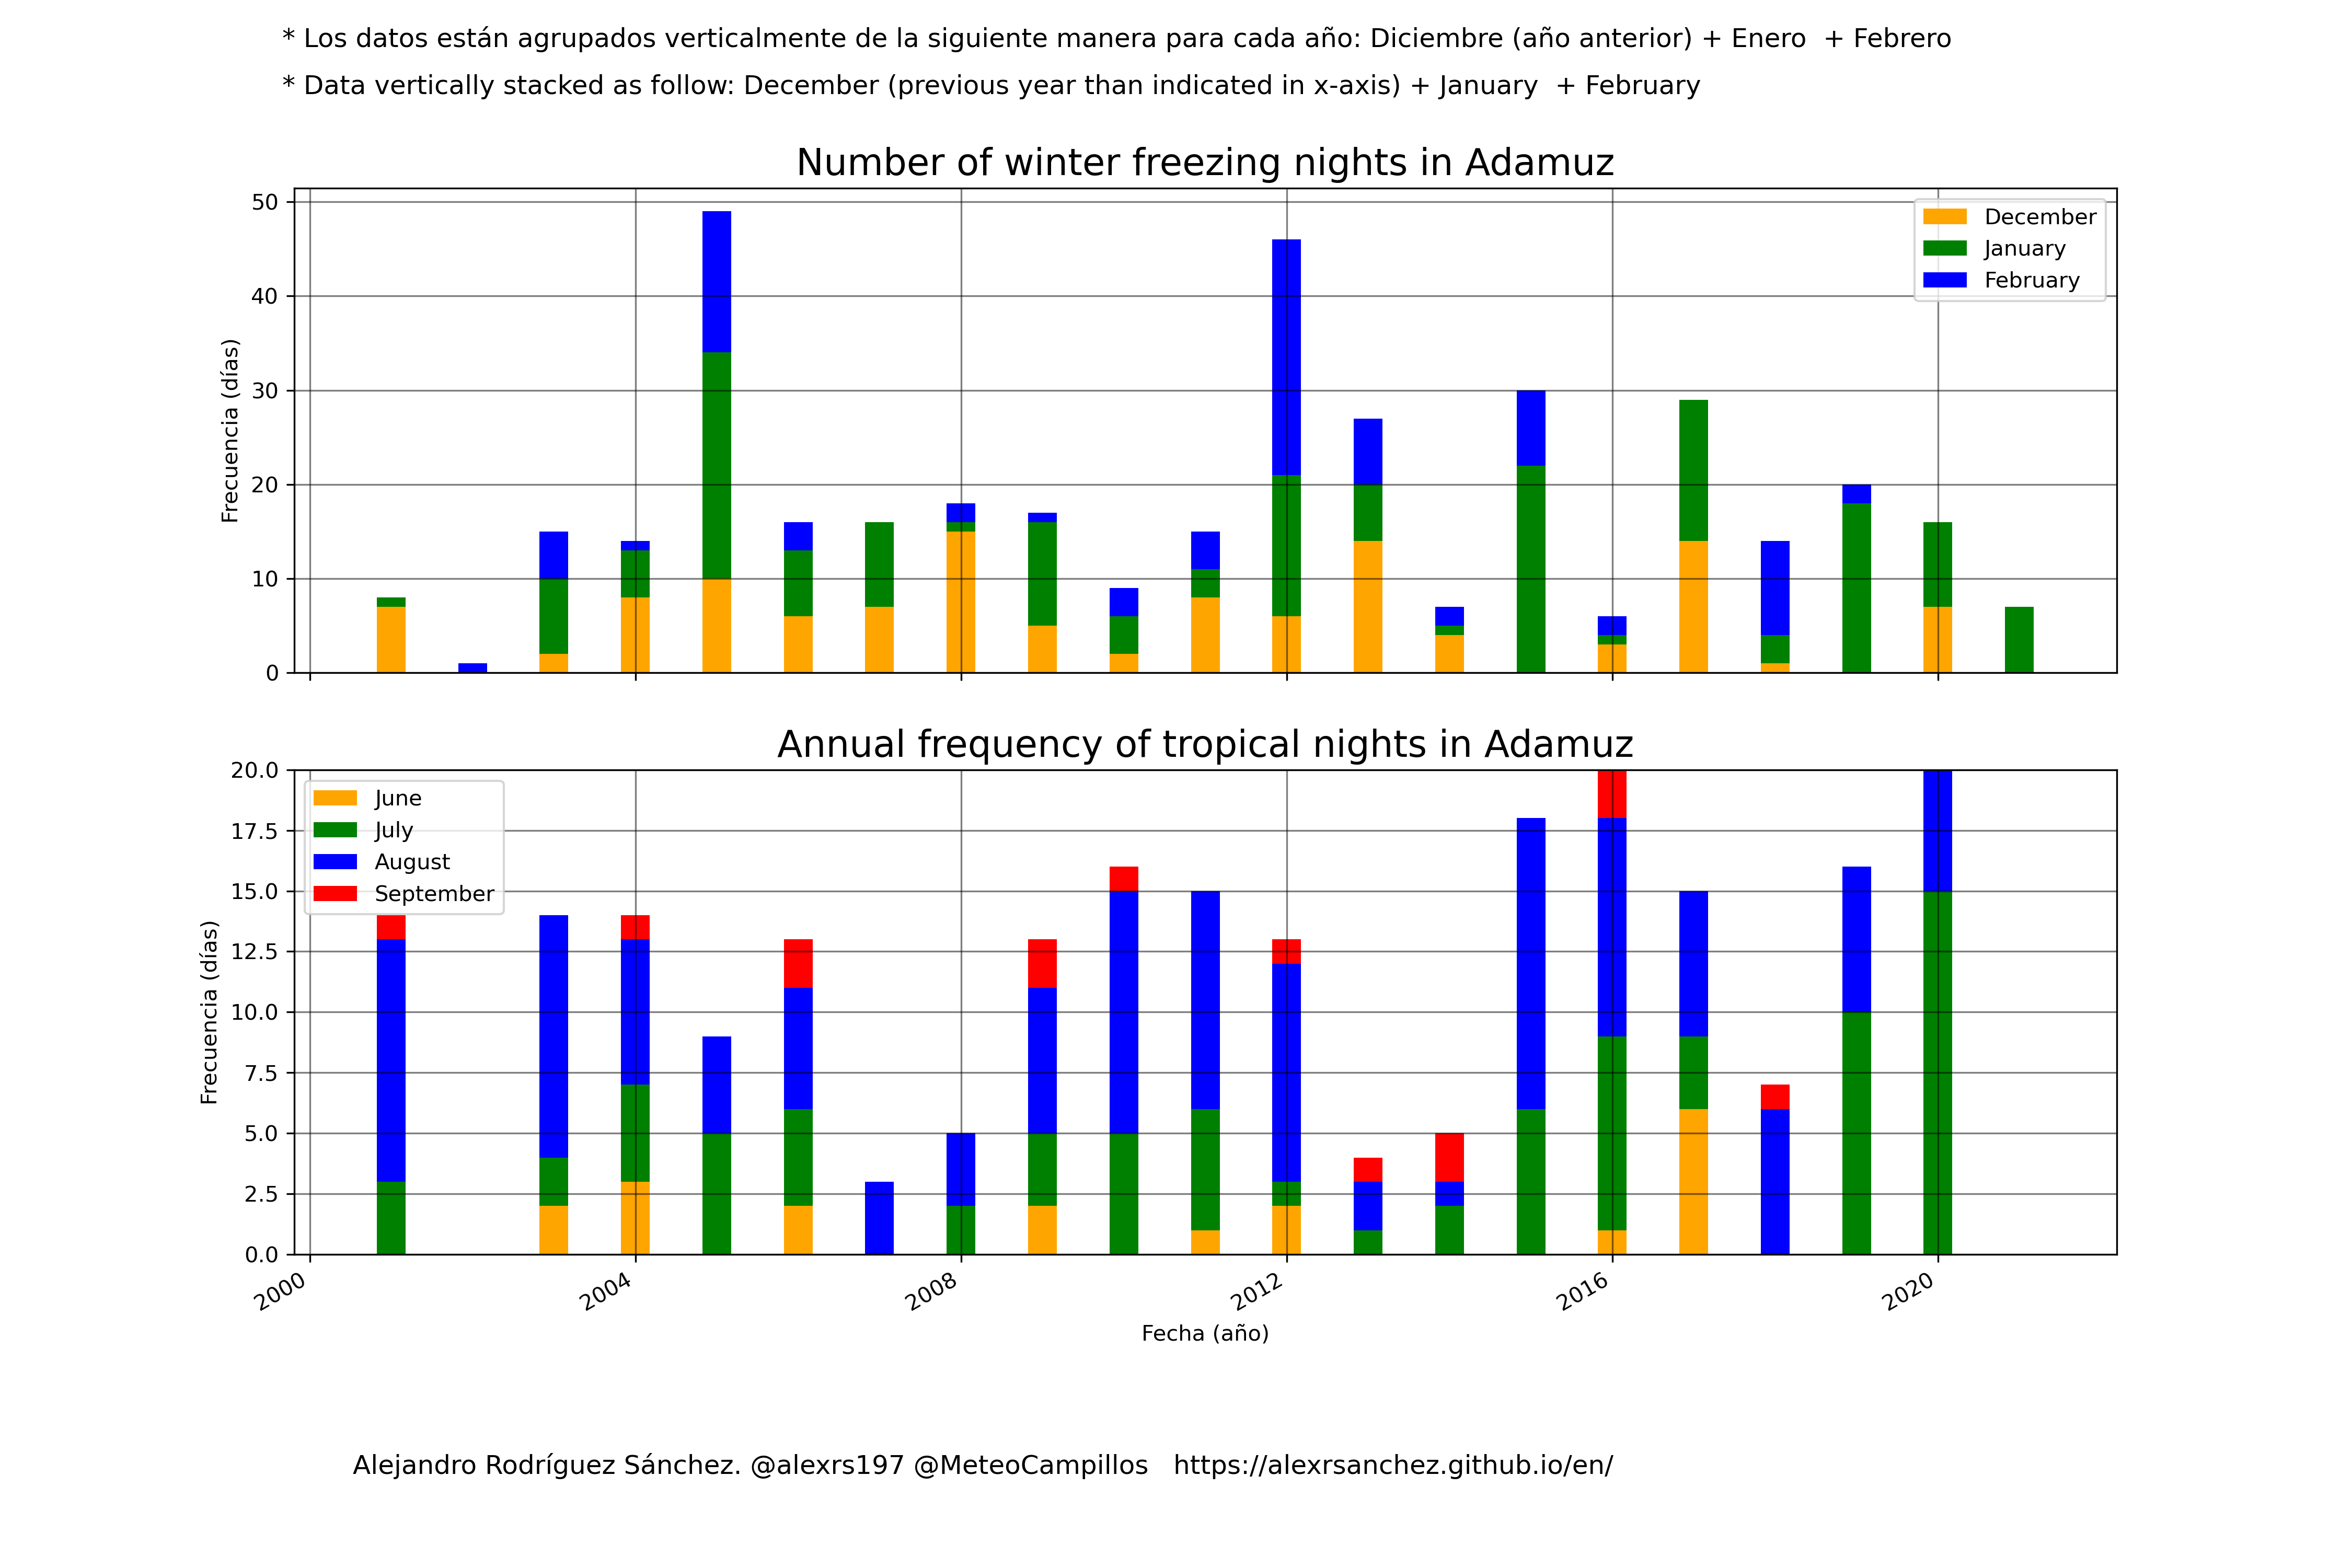 * Los datos están agrupados verticalmente de la siguiente manera para cada año: Diciembre (año anterior) + Enero  + Febrero
* Data vertically stacked as follow: December (previous year than indicated in x-axis) + January  + February
Number of winter freezing nights in Adamuz
50
40
30
20
10
0
Frecuencia (días)
December
January
February
Annual frequency of tropical nights in Adamuz
20.0
17.5
15.0
12.5
10.0
7.5
5.0
2.5
0.0
Frecuencia (días)
June
July
August
September
2000
2004
2008
2012
2016
2020
Fecha (año)
Alejandro Rodríguez Sánchez. @alexrs197 @MeteoCampillos   https://alexrsanchez.github.io/en/